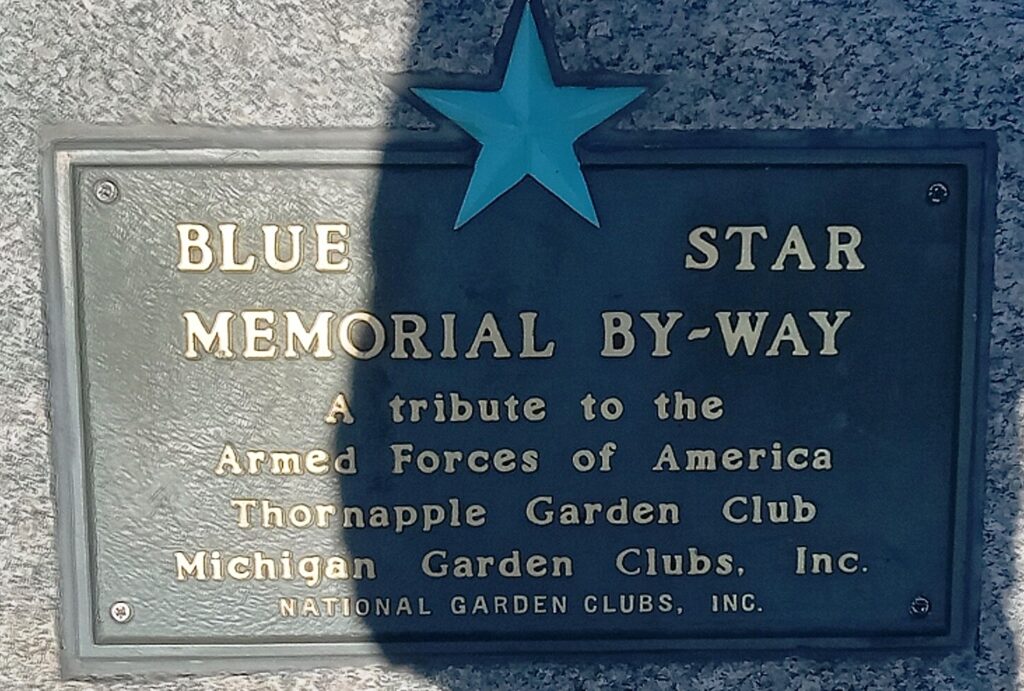 BLUE STAR
MEMORIAL BY-WAY
A tribute to the
Armed Forces of America
Thornapple Garden Club
Michigan Garden Clubs, Inc.
NATIONAL GARDEN CLUBS, INC.